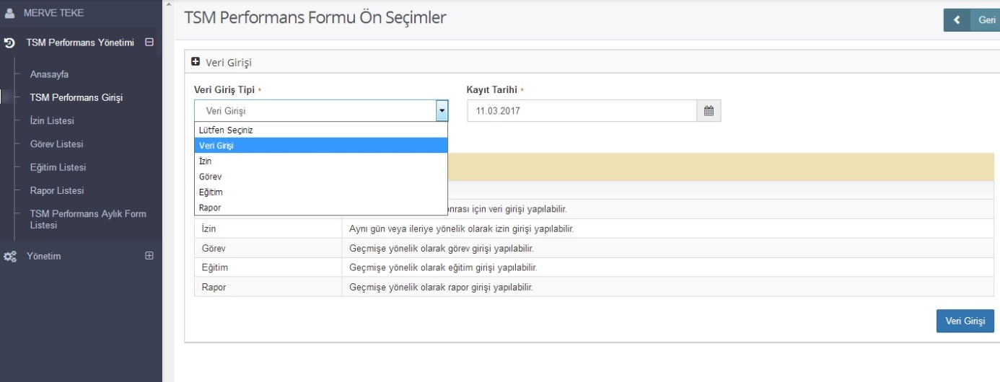 MERVE TEKE
TSM Performans Yönetimi
Anasayfa
TSM Performans Girişi
İzin Listesi
Görev Listesi
Eğitim Listesi
Rapor Listesi
TSM Performans Aylık Form
Listesi
Yönetim
TSM Performans Formu Ön Seçimler
Geri
Veri Girişi
Veri Giriş Tipi *
Kayıt Tarihi *
Veri Girişi
11.03.2017
Lütfen Seçiniz
Veri Girişi
İzin
Görev
Eğitim
Rapor
için veri girişi yapılabilir.
İzin Aynı gün veya ileriye yönelik olarak izin girişi yapılabilir.
Görev Geçmişe yönelik olarak görev girişi yapılabilir.
Eğitim Geçmişe yönelik olarak eğitim girişi yapılabilir.
Rapor Geçmişe yönelik olarak rapor girişi yapılabilir.
Veri Girişi